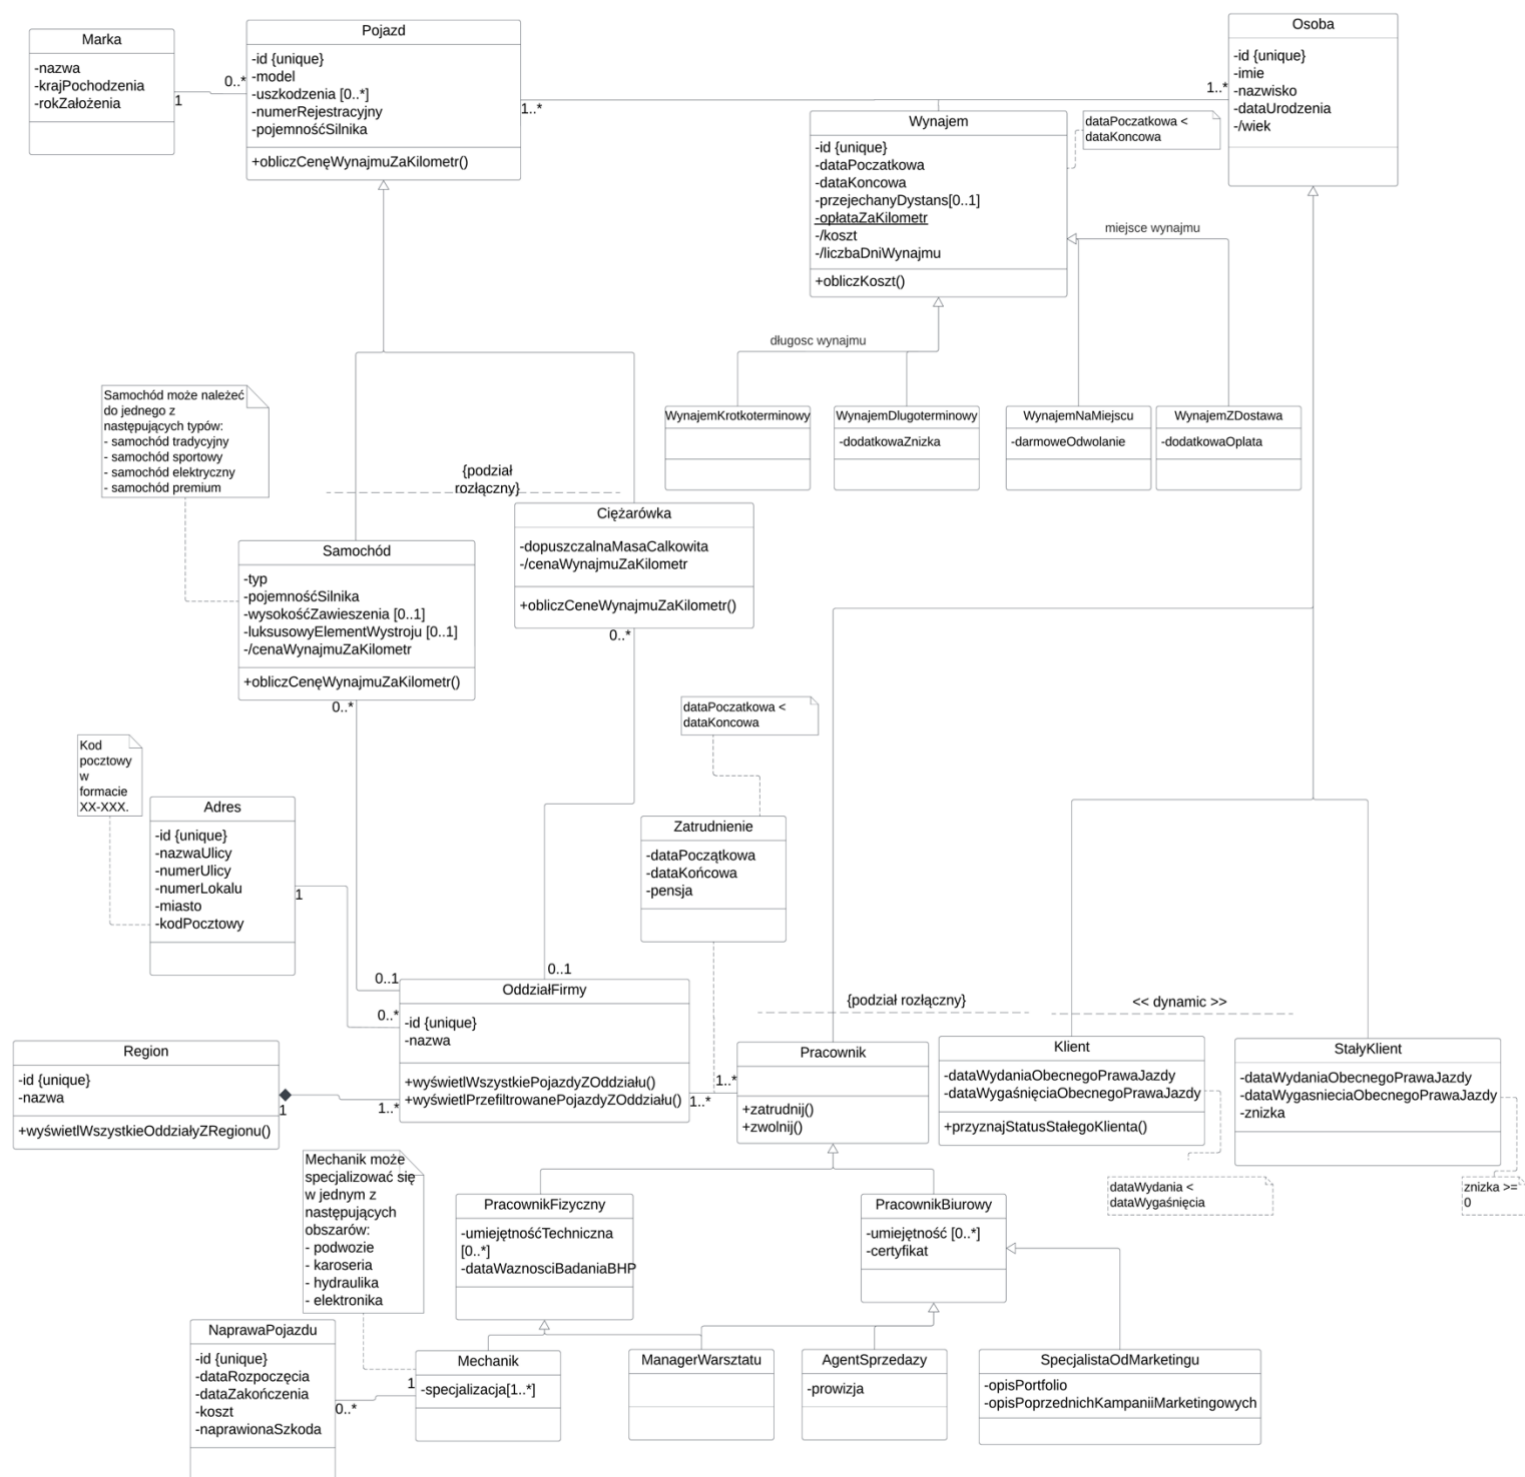 Marka
-nazwa
-krajPochodzenia
-rokZałożenia
1
0..*
Pojazd
-id {unique}
-model
-uszkodzenia [0..*]
-numerRejestracyjny
-pojemnośćSilnika
+obliczCenęWynajmuZaKilometr()
1..*
1..*
Osoba
-id {unique}
-imie
-nazwisko
-dataUrodzenia
-/wiek
Wynajem
-id {unique}
-dataPoczatkowa
-dataKoncowa
-przejechanyDystans[0..1]
-opłataZaKilometr
-/koszt
-/liczbaDniWynajmu
+obliczKoszt()
dataPoczatkowa <
dataKoncowa
miejsce wynajmu
długosc wynajmu
WynajemKrotkoterminowy
WynajemDlugoterminowy
-dodatkowaZnizka
WynajemNaMiejscu
-darmoweOdwolanie
WynajemZDostawa
-dodatkowaOplata
Samochód może należeć
do jednego z
następujących typów:
- samochód tradycyjny
- samochód sportowy
- samochód elektryczny
- samochód premium
{podział
rozłączny}
Ciężarówka
-dopuszczalnaMasaCalkowita
-/cenaWynajmuZaKilometr
+obliczCeneWynajmuZaKilometr()
0..*
Samochód
-typ
-pojemnośćSilnika
-wysokośćZawieszenia [0..1]
-luksusowyElementWystroju [0..1]
-/cenaWynajmuZaKilometr
+obliczCenęWynajmuZaKilometr()
0..*
dataPoczatkowa <
dataKoncowa
Kod
pocztowy
w
formacie
XX-XXX.
Adres
-id {unique}
-nazwaUlicy
-numerUlicy
-numerLokalu
-miasto
-kodPocztowy
1
Zatrudnienie
-dataPoczątkowa
-dataKońcowa
-pensja
0..1
0..1
0..*
OddziałFirmy
-id {unique}
-nazwa
+wyświetlWszystkiePojazdyZOddziału()
+wyświetlPrzefiltrowanePojazdyZOddziału()
{podział rozłączny}
<< dynamic >>
Region
-id {unique}
-nazwa
+wyświetlWszystkieOddziałyZRegionu()
1
1..*
1..*
1..*
Pracownik
+zatrudnij()
+zwolnij()
Klient
-dataWydaniaObecnegoPrawaJazdy
-dataWygaśnięciaObecnegoPrawaJazdy
+przyznajStatusStałegoKlienta()
StałyKlient
-dataWydaniaObecnegoPrawaJazdy
-dataWygasnieciaObecnegoPrawaJazdy
-znizka
dataWydania <
dataWygaśnięcia
znizka >=
0
Mechanik może
specjalizować się
w jednym z
następujących
obszarów:
- podwozie
- karoseria
- hydraulika
- elektronika
PracownikFizyczny
-umiejętnośćTechniczna
[0..*]
-dataWaznosciBadaniaBHP
PracownikBiurowy
-umiejętność [0..*]
-certyfikat
NaprawaPojazdu
-id {unique}
-dataRozpoczęcia
-dataZakończenia
-koszt
-naprawionaSzkoda
0..*
1
Mechanik
-specjalizacja[1..*]
ManagerWarsztatu
AgentSprzedazy
-prowizja
SpecjalistaOdMarketingu
-opisPortfolio
-opisPoprzednichKampaniiMarketingowych